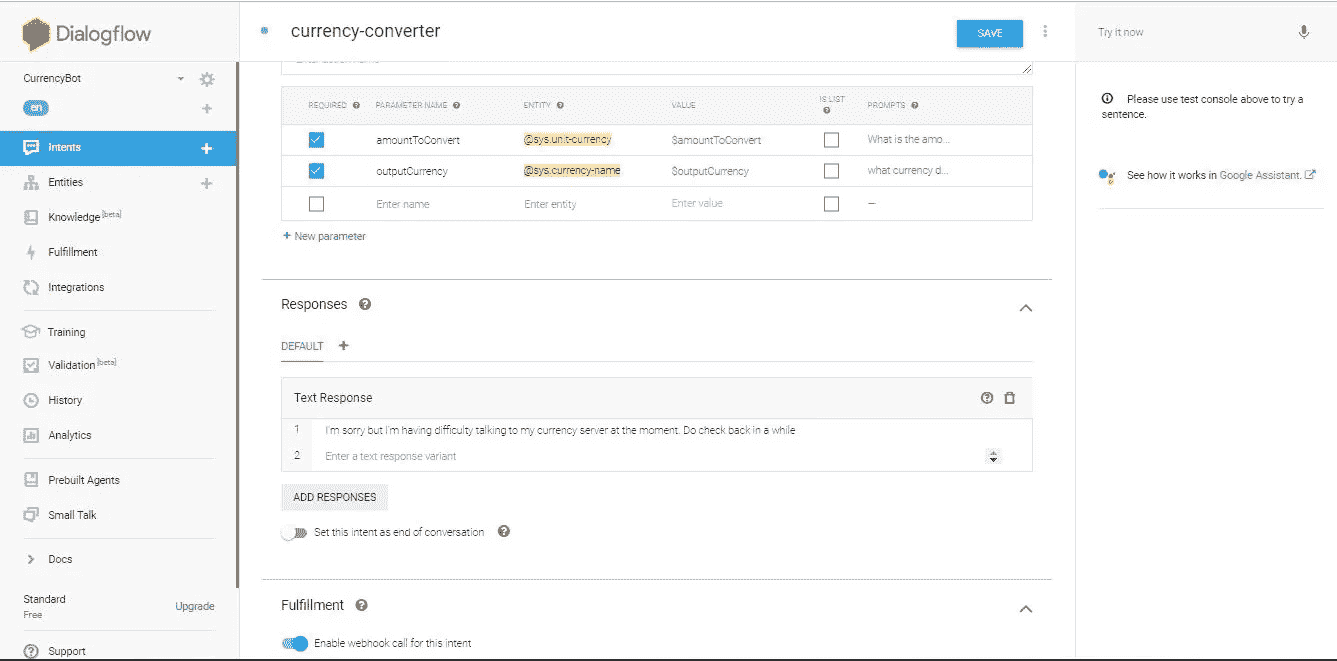 Dialogflow
CurrencyBot
en
Intents
Entities
Knowledge [beta]
Fulfillment
Integrations
Training
Validation [beta]
History
Analytics
Prebuilt Agents
Small Talk
Docs
Standard
Free
Upgrade
Support
currency-converter
SAVE
REQUIRED PARAMETER NAME ENTITY VALUE IS LIST PROMPTS
amountToConvert @sys.unit-currency $amountToConvert What is the amo...
outputCurrency @sys.currency-name $outputCurrency what currency d...
Enter name Enter entity Enter value –
+ New parameter
Responses
DEFAULT +
Text Response
1 I'm sorry but I'm having difficulty talking to my currency server at the moment. Do check back in a while
2 Enter a text response variant
ADD RESPONSES
Set this intent as end of conversation
Fulfillment
Enable webhook call for this intent
Try it now
Please use test console above to try a
sentence.
See how it works in Google Assistant.